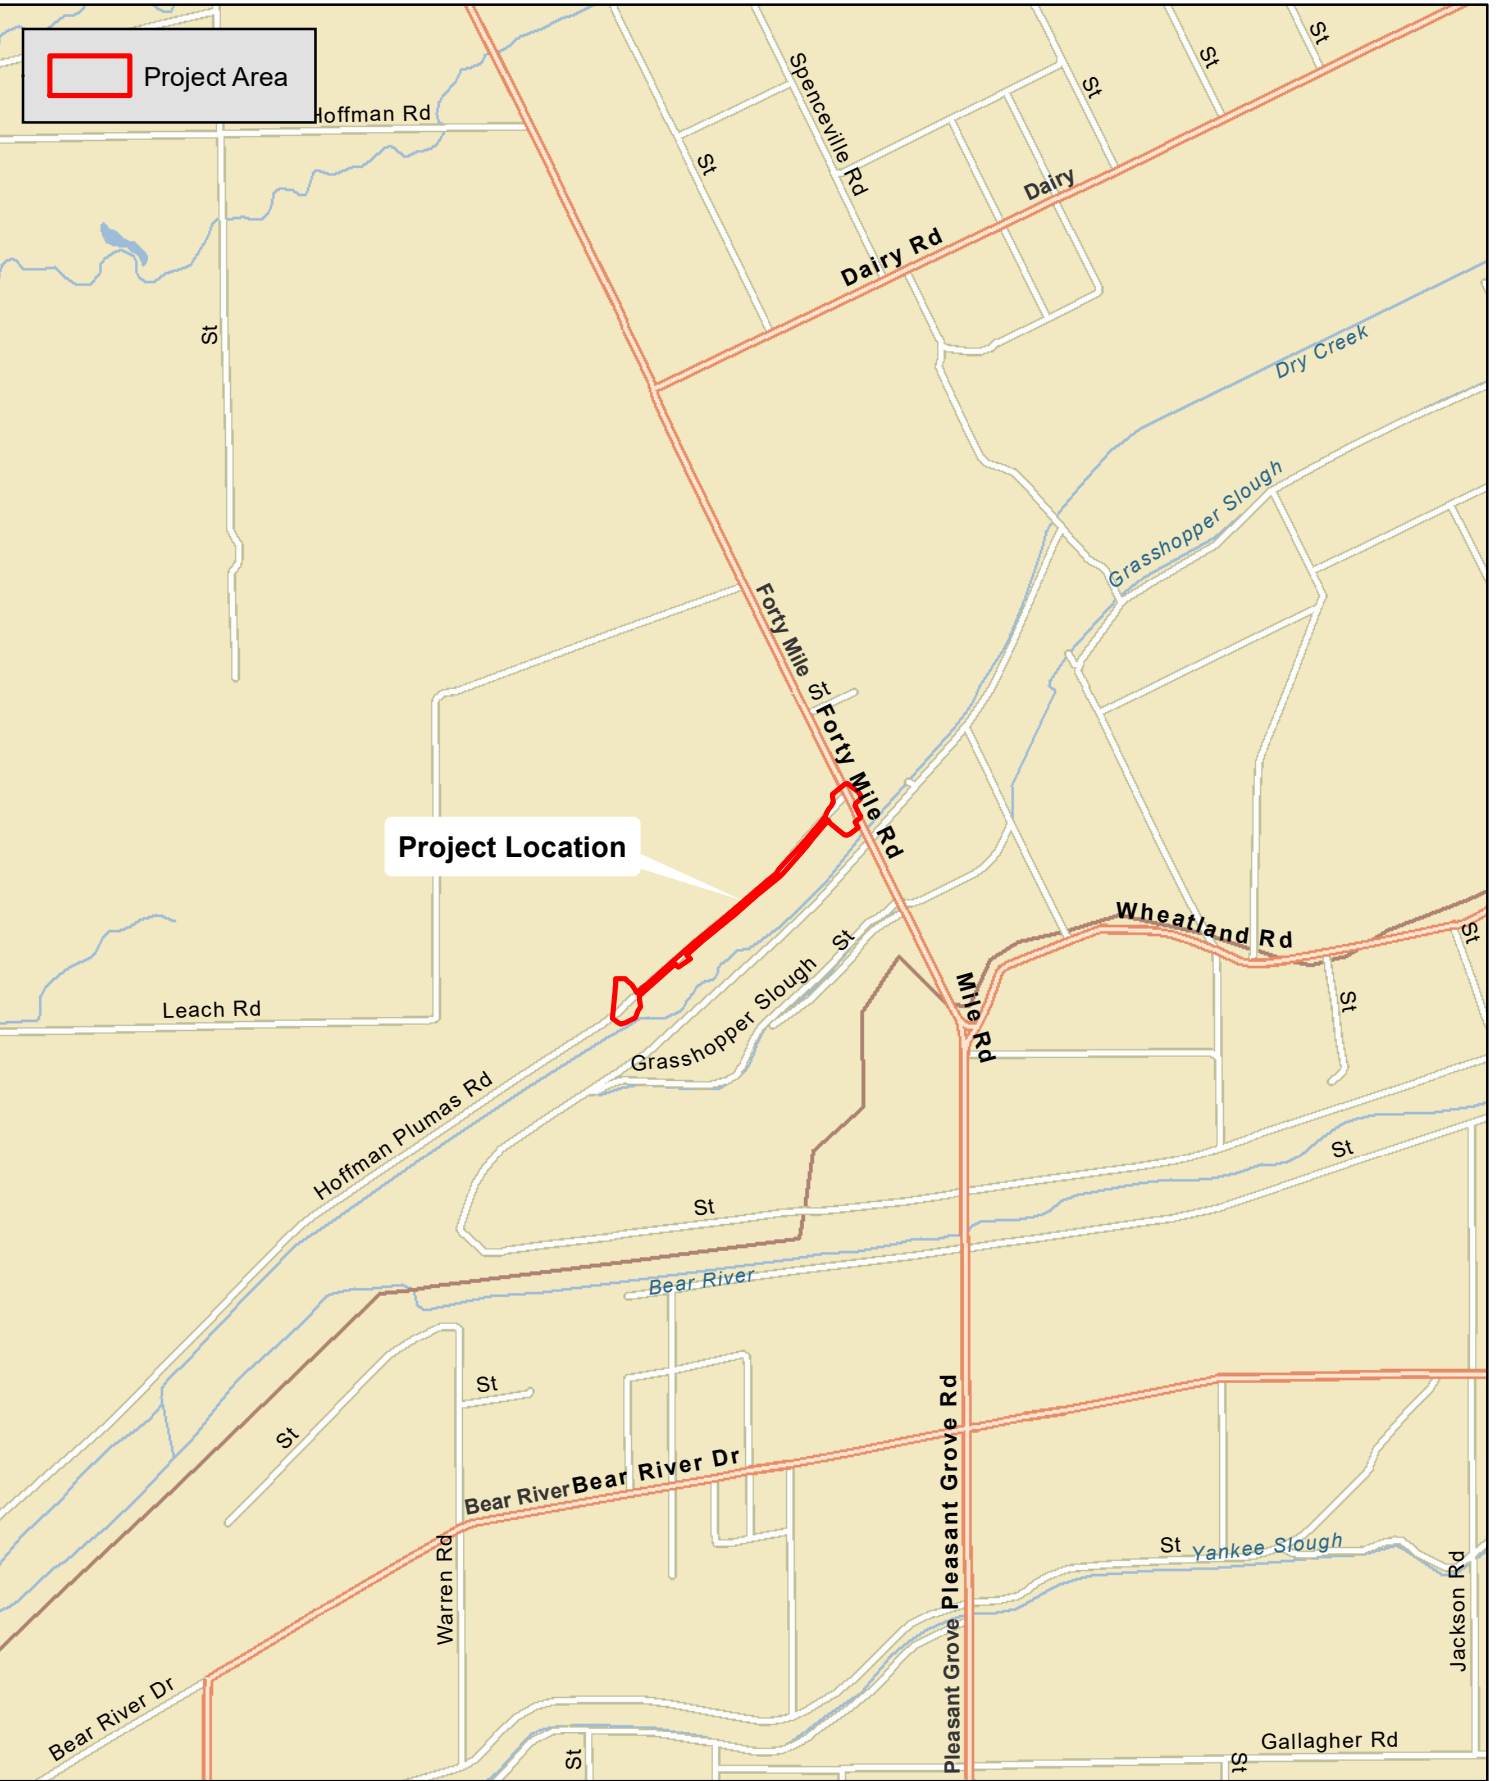 Project Area
Hoffman Rd
Spenceville Rd
St
St
St
St
Dairy
Dairy Rd
St
Dry Creek
Grasshopper Slough
Forty Mile
St
Forty Mile Rd
Project Location
Wheatland Rd
St
St
Grasshopper Slough
St
Mile Rd
Leach Rd
Hoffman Plumas Rd
St
St
Bear River
St
St
Bear River
Bear River Dr
Pleasant Grove Rd
Pleasant Grove
Warren Rd
St
Yankee Slough
Jackson Rd
Bear River Dr
St
Gallagher Rd
St